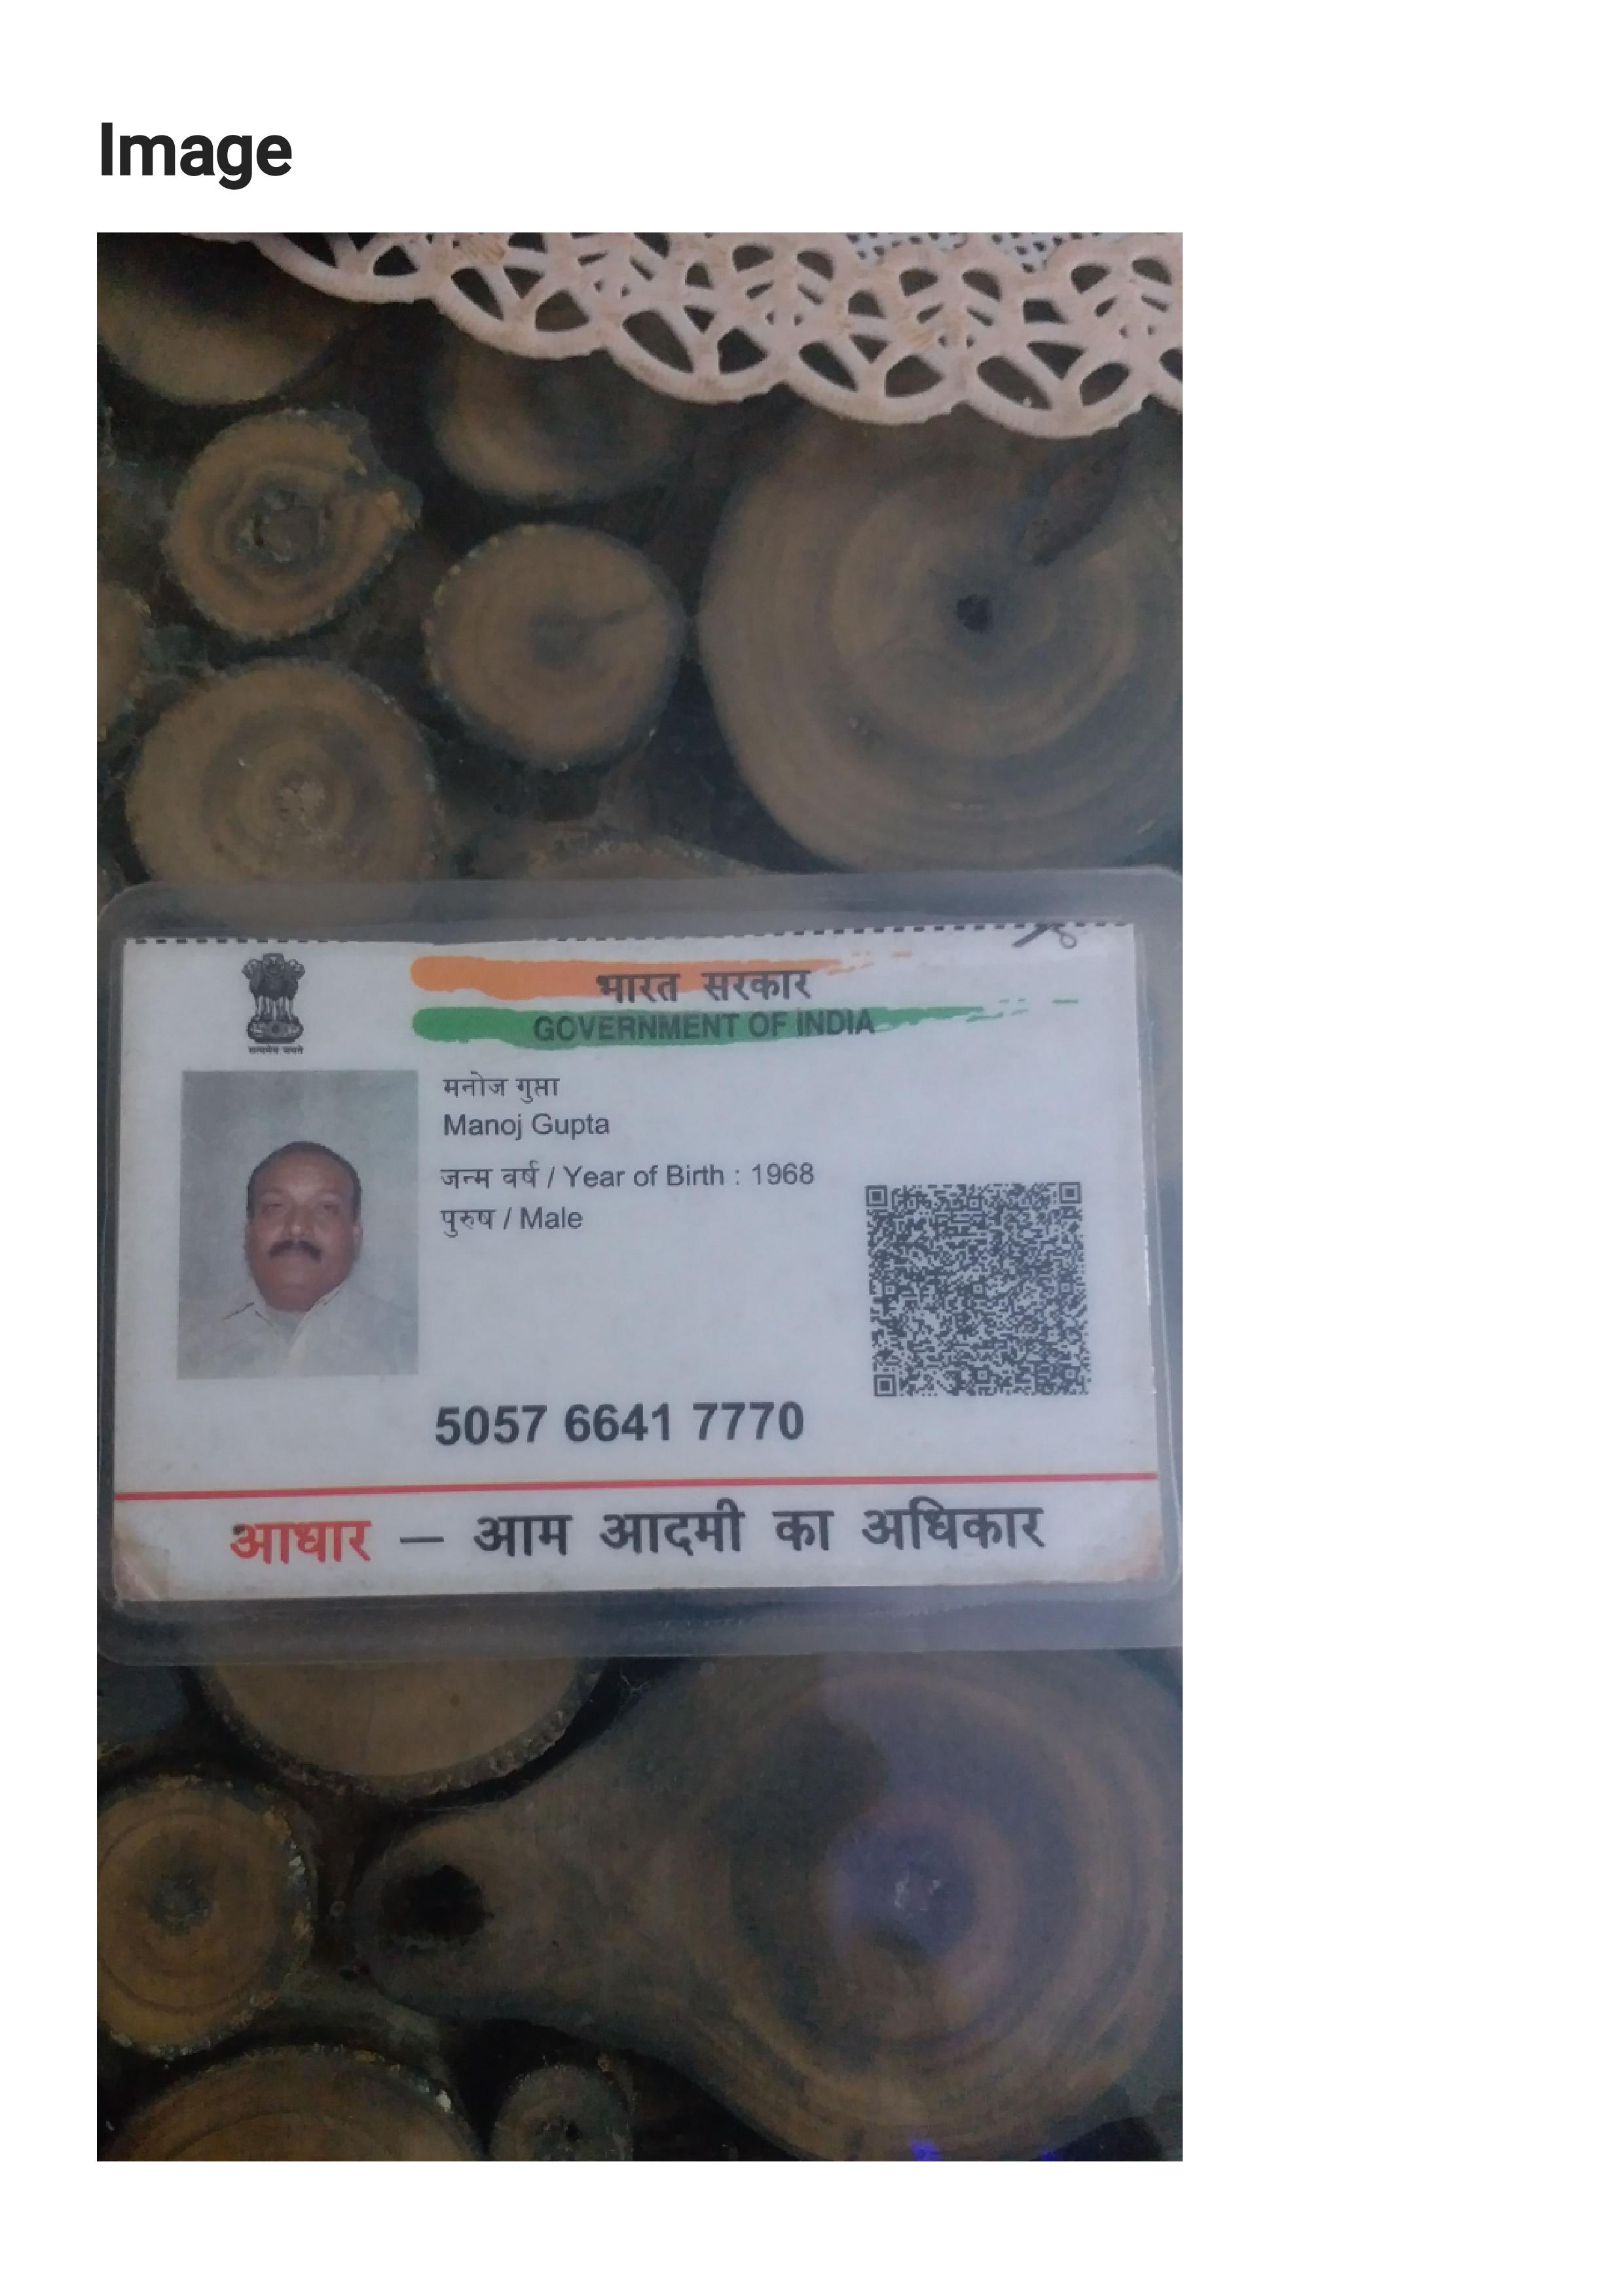 Image
भारत सरकार
GOVERNMENT OF INDIA
सत्यमेव जयते
मनोज गुप्ता
Manoj Gupta
जन्म वर्ष / Year of Birth : 1968
पुरुष / Male
5057 6641 7770
आधार — आम आदमी का अधिकार